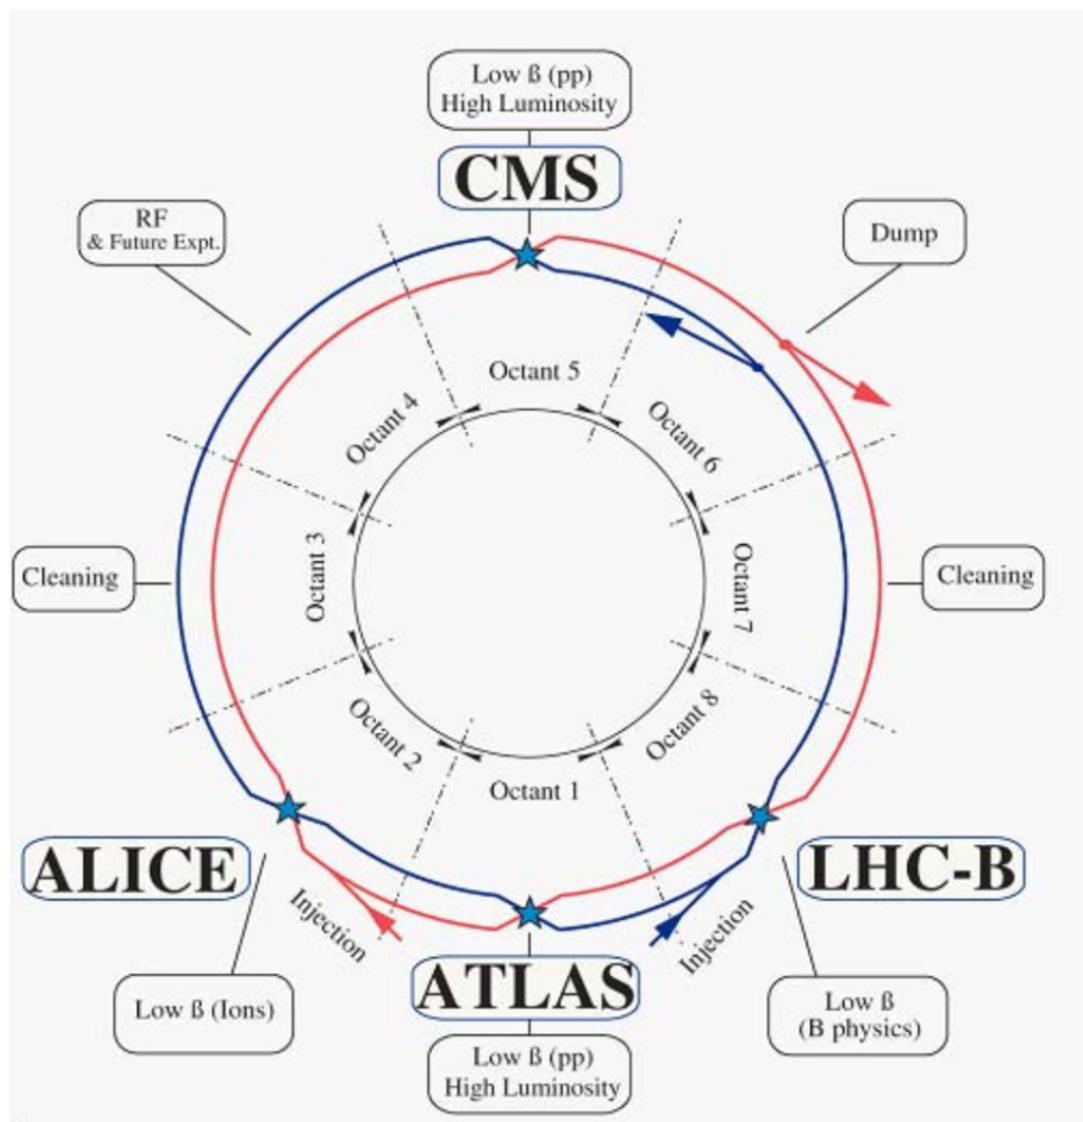 Low ß (pp)
High Luminosity
CMS
RF
& Future Expt.
Dump
Octant 5
Octant 4
Octant 6
Cleaning
Octant 3
Octant 7
Cleaning
Octant 2
Octant 8
Octant 1
ALICE
LHC-B
Injection
Injection
ATLAS
Low ß (Ions)
Low ß
(B physics)
Low ß (pp)
High Luminosity